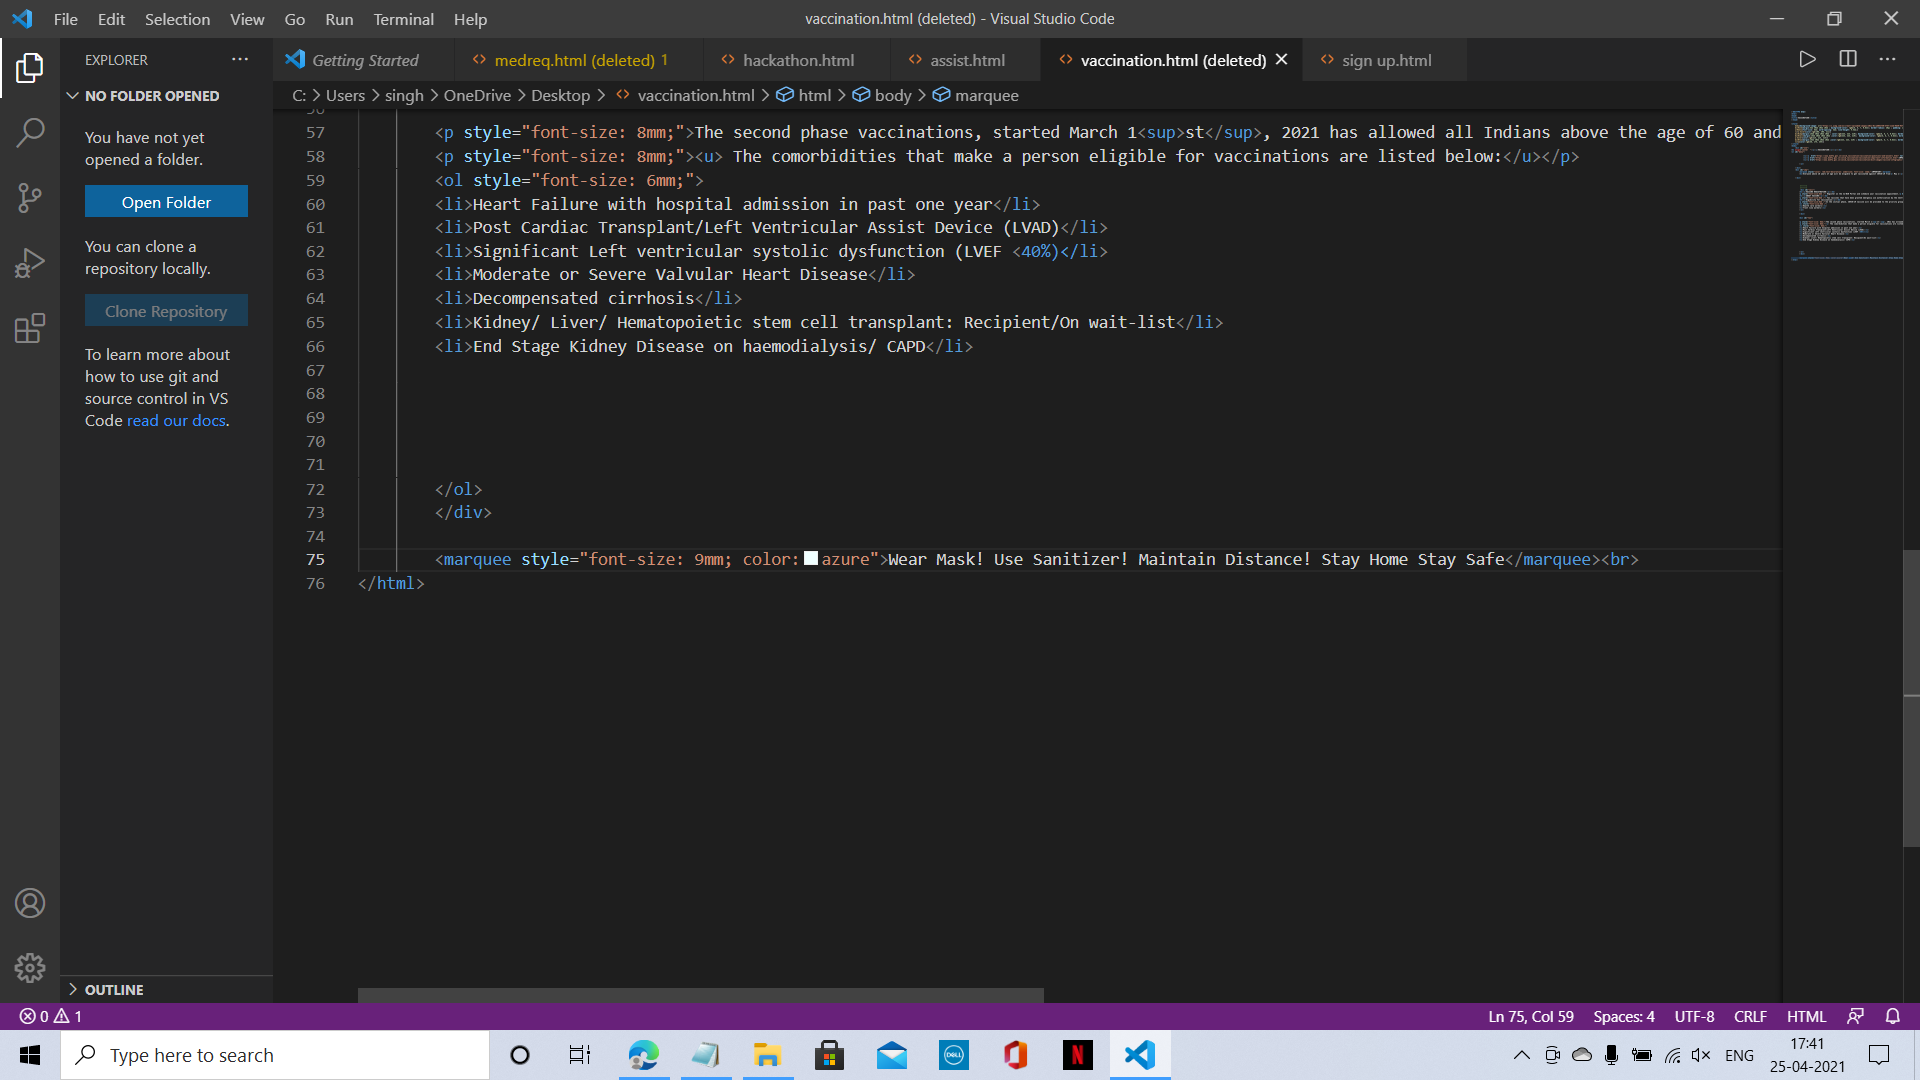 File Edit Selection View Go Run Terminal Help
vaccination.html (deleted) - Visual Studio Code
EXPLORER ...
Getting Started
medreq.html (deleted) 1
hackathon.html
assist.html
vaccination.html (deleted)
sign up.html
NO FOLDER OPENED
C: > Users > singh > OneDrive > Desktop > vaccination.html > html > body > marquee
You have not yet
opened a folder.
Open Folder
You can clone a
repository locally.
Clone Repository
To learn more about
how to use git and
source control in VS
Code read our docs.
OUTLINE
56
57 <p style="font-size: 8mm;">The second phase vaccinations, started March 1<sup>st</sup>, 2021 has allowed all Indians above the age of 60 and
58 <p style="font-size: 8mm;"><u> The comorbidities that make a person eligible for vaccinations are listed below:</u></p>
59 <ol style="font-size: 6mm;">
60 <li>Heart Failure with hospital admission in past one year</li>
61 <li>Post Cardiac Transplant/Left Ventricular Assist Device (LVAD)</li>
62 <li>Significant Left ventricular systolic dysfunction (LVEF <40%)</li>
63 <li>Moderate or Severe Valvular Heart Disease</li>
64 <li>Decompensated cirrhosis</li>
65 <li>Kidney/ Liver/ Hematopoietic stem cell transplant: Recipient/On wait-list</li>
66 <li>End Stage Kidney Disease on haemodialysis/ CAPD</li>
67
68
69
70
71
72 </ol>
73 </div>
74
75 <marquee style="font-size: 9mm; color: azure">Wear Mask! Use Sanitizer! Maintain Distance! Stay Home Stay Safe</marquee><br>
76 </html>
0 1
Ln 75, Col 59 Spaces: 4 UTF-8 CRLF HTML
Type here to search
DELL
N
ENG
17:41
25-04-2021